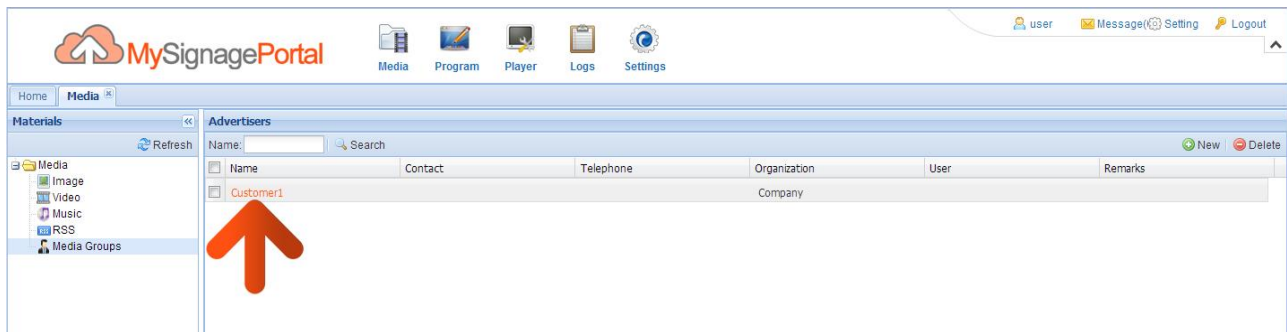 user Message( Setting Logout
MySignagePortal
Media Program Player Logs Settings
Home Media
Materials Advertisers
Refresh Name: Search New Delete
Media
Image
Video
Music
RSS
Media Groups
Name Contact Telephone Organization User Remarks
Customer1 Company